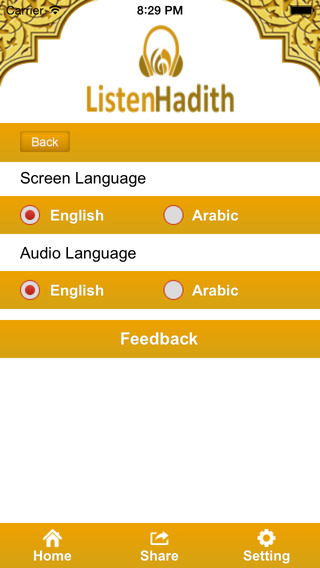 Carrier 8:29 PM
ListenHadith
Back
Screen Language
English Arabic
Audio Language
English Arabic
Feedback
Home Share Setting